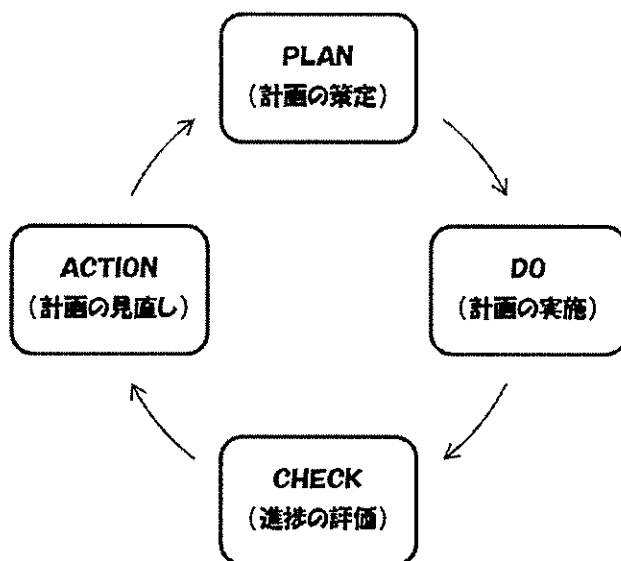 PLAN
(計画の策定)
DO
(計画の実施)
CHECK
(進捗の評価)
ACTION
(計画の見直し)